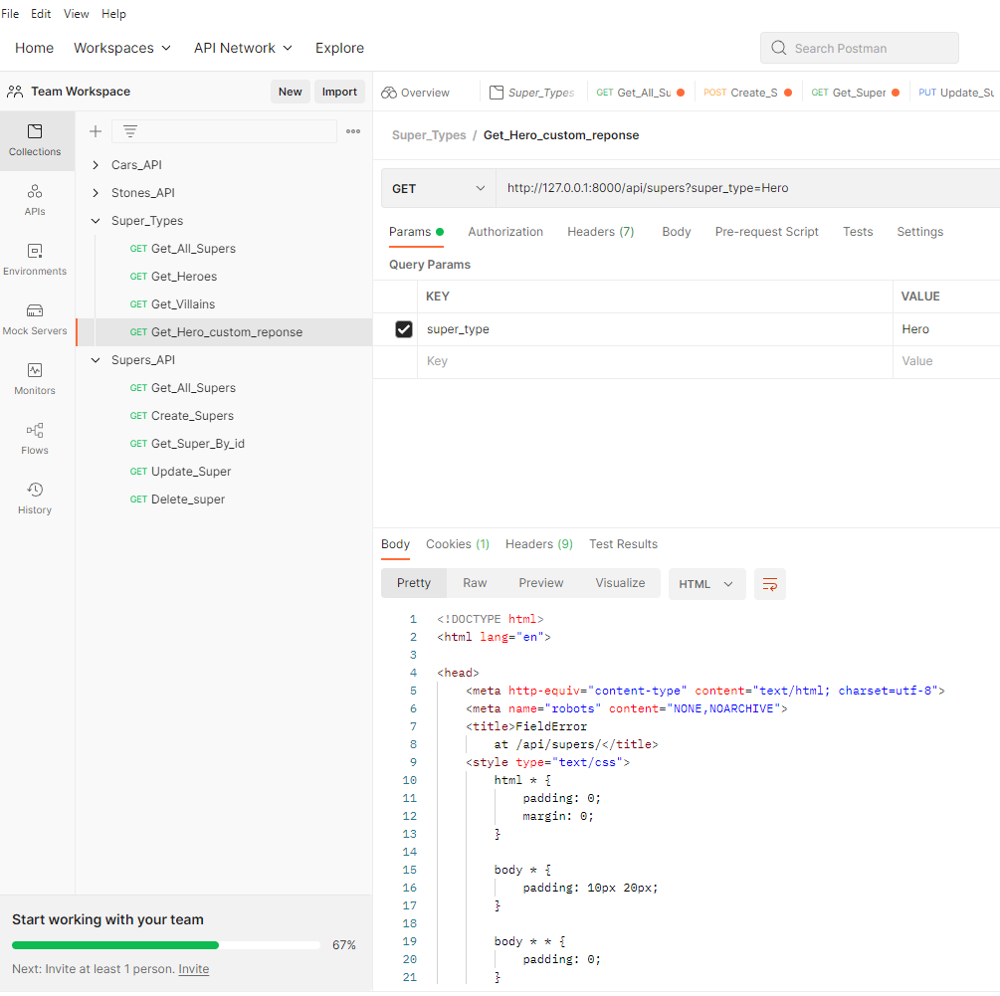 File Edit View Help
Home Workspaces API Network Explore Search Postman
Team Workspace New Import
Overview Super_Types GET Get_All_Su POST Create_S GET Get_Super PUT Update_Su
Collections
APIs
Environments
Mock Servers
Monitors
Flows
History
Cars_API
Stones_API
Super_Types
GET Get_All_Supers
GET Get_Heroes
GET Get_Villains
GET Get_Hero_custom_reponse
Supers_API
GET Get_All_Supers
GET Create_Supers
GET Get_Super_By_id
GET Update_Super
GET Delete_super
Start working with your team
67%
Next: Invite at least 1 person. Invite
Super_Types / Get_Hero_custom_reponse
GET http://127.0.0.1:8000/api/supers?super_type=Hero
Params Authorization Headers (7) Body Pre-request Script Tests Settings
Query Params
KEY VALUE
super_type Hero
Key Value
Body Cookies (1) Headers (9) Test Results
Pretty Raw Preview Visualize HTML
1 <!DOCTYPE html>
2 <html lang="en">
3
4 <head>
5 <meta http-equiv="content-type" content="text/html; charset=utf-8">
6 <meta name="robots" content="NONE,NOARCHIVE">
7 <title>FieldError
8 at /api/supers/</title>
9 <style type="text/css">
10 html * {
11 padding: 0;
12 margin: 0;
13 }
14
15 body * {
16 padding: 10px 20px;
17 }
18
19 body * * {
20 padding: 0;
21 }